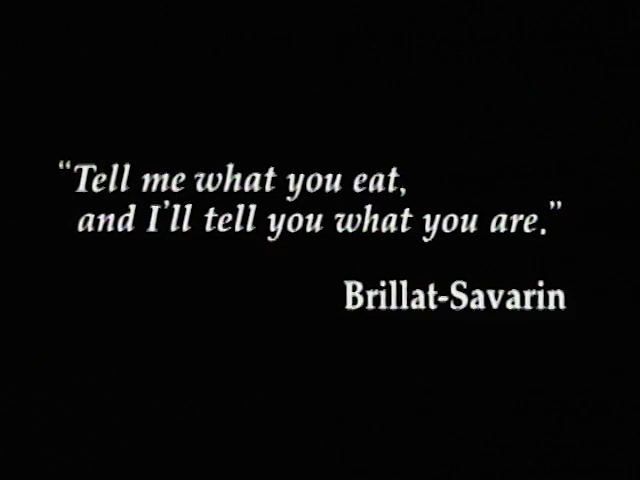 “Tell me what you eat,
and I'll tell you what you are.”
Brillat-Savarin